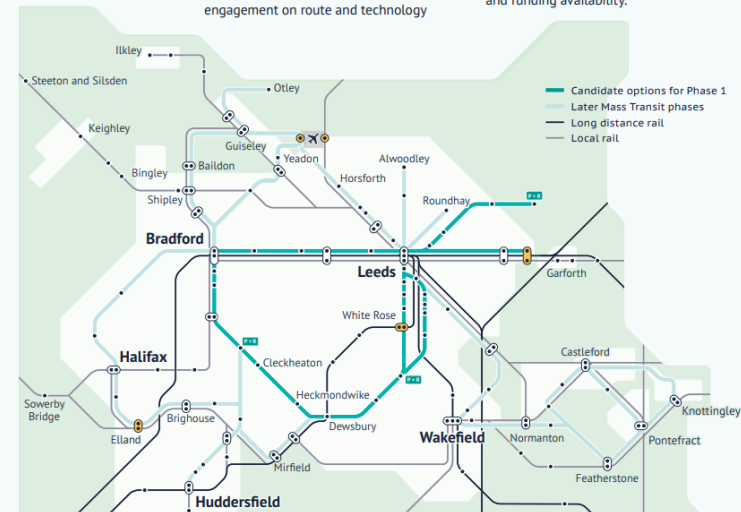 engagement on route and technology
and funding availability.
Ilkley
Steeton and Silsden
Otley
Candidate options for Phase 1
Later Mass Transit phases
Long distance rail
Local rail
Keighley
Guiseley
Yeadon
Alwoodley
Bingley
Baildon
Horsforth
Shipley
Roundhay
P+R
Bradford
Leeds
Garforth
White Rose
P+R
Halifax
Cleckheaton
Castleford
P+R
Sowerby
Bridge
Heckmondwike
Knottingley
Brighouse
Dewsbury
Elland
Wakefield
Normanton
Pontefract
Mirfield
Featherstone
Huddersfield